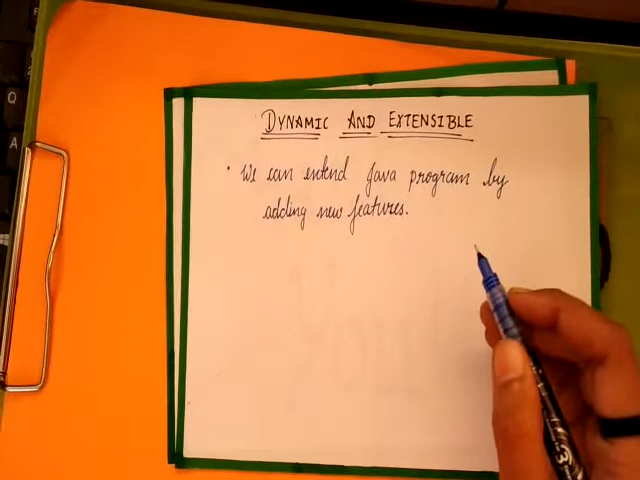 Q
A
DYNAMIC AND EXTENSIBLE
• We can extend Java program by
adding new features.